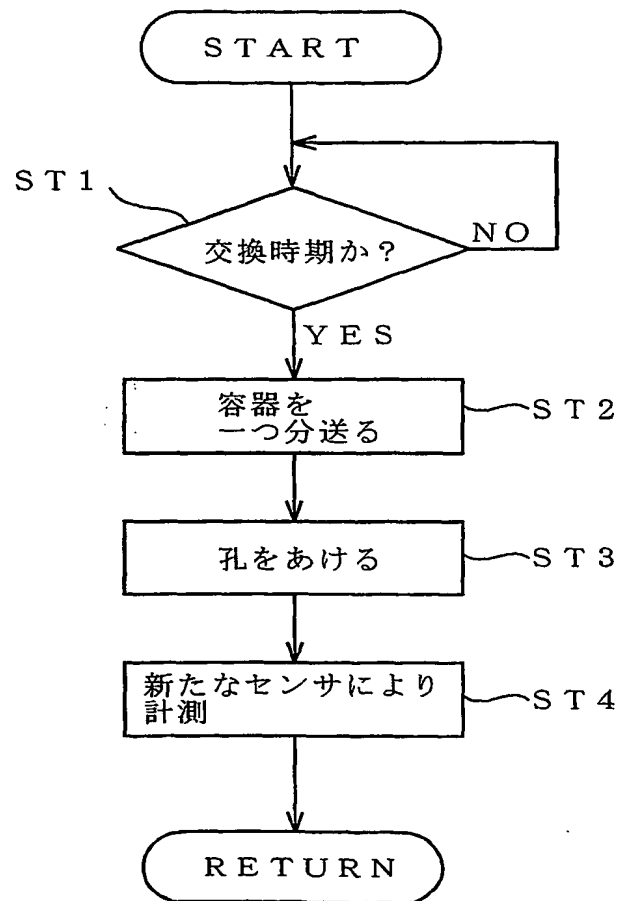 START
ST1
交換時期か？
NO
YES
容器を
一つ分送る
ST2
孔をあける
ST3
新たなセンサにより
計測
ST4
RETURN